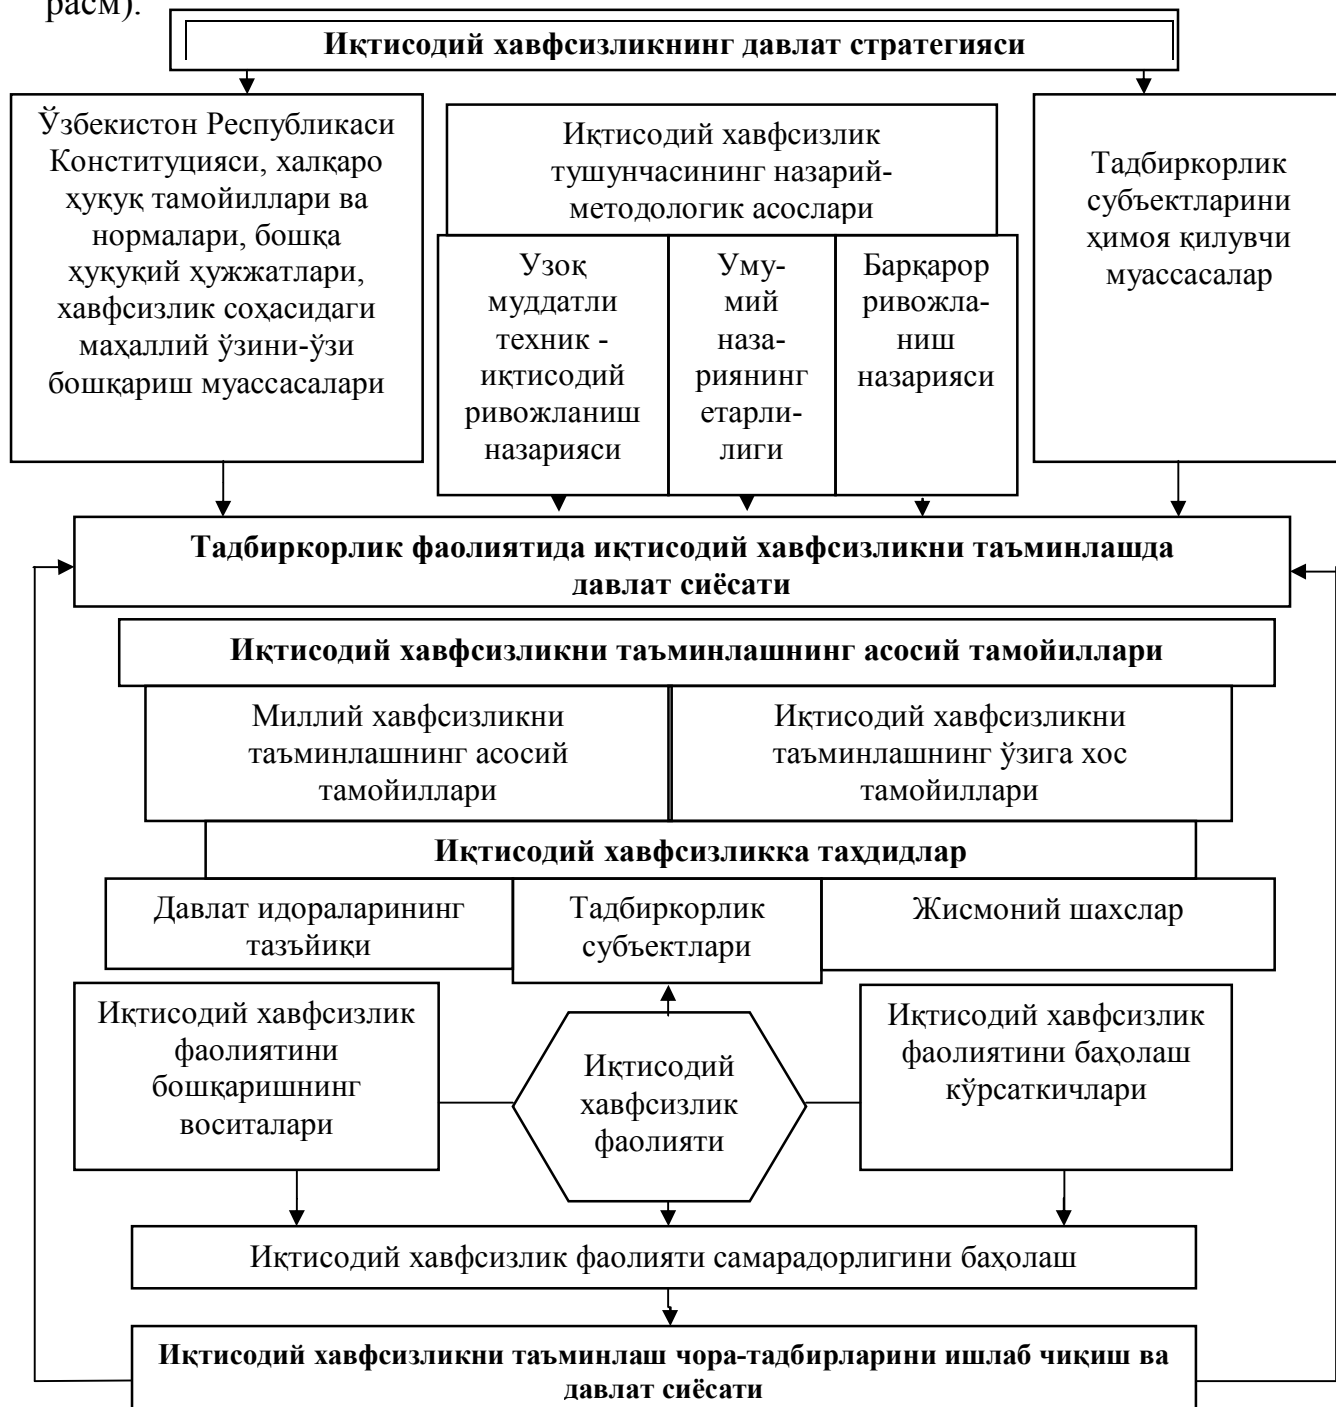 расм).
Иқтисодий хавфсизликнинг давлат стратегияси
Ўзбекистон Республикаси
Конституцияси, халқаро
ҳуқуқ тамойиллари ва
нормалари, бошқа
ҳуқуқий ҳужжатлари,
хавфсизлик соҳасидаги
маҳаллий ўзини-ўзи
бошқариш муассасалари
Иқтисодий хавфсизлик
тушунчасининг назарий-
методологик асослари
Узоқ
муддатли
техник -
иқтисодий
ривожланиш
назарияси
Уму-
мий
наза-
риянинг
етарли-
лиги
Барқарор
ривожла-
ниш
назарияси
Тадбиркорлик
субъектларини
ҳимоя қилувчи
муассасалар
Тадбиркорлик фаолиятида иқтисодий хавфсизликни таъминлашда
давлат сиёсати
Иқтисодий хавфсизликни таъминлашнинг асосий тамойиллари
Миллий хавфсизликни
таъминлашнинг асосий
тамойиллари
Иқтисодий хавфсизликни
таъминлашнинг ўзига хос
тамойиллари
Иқтисодий хавфсизликка таҳдидлар
Давлат идораларининг
тазъйиқи
Тадбиркорлик
субъектлари
Жисмоний шахслар
Иқтисодий хавфсизлик
фаолиятини
бошқаришнинг
воситалари
Иқтисодий
хавфсизлик
фаолияти
Иқтисодий хавфсизлик
фаолиятини баҳолаш
кўрсаткичлари
Иқтисодий хавфсизлик фаолияти самарадорлигини баҳолаш
Иқтисодий хавфсизликни таъминлаш чора-тадбирларини ишлаб чиқиш ва
давлат сиёсати